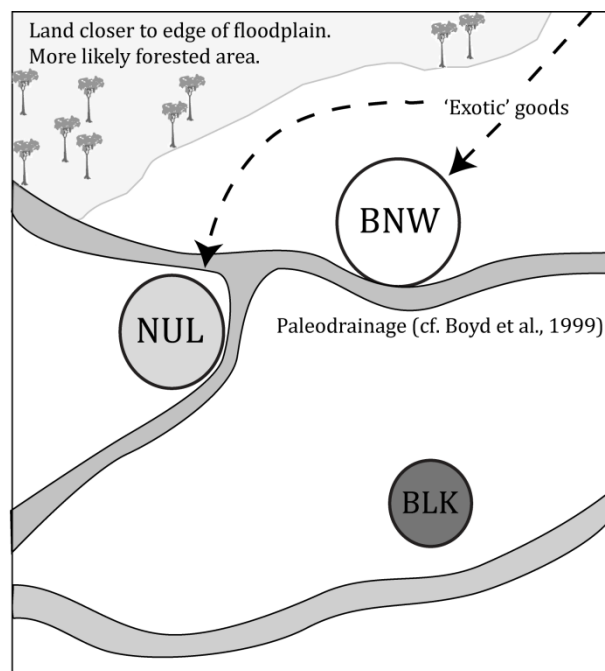 Land closer to edge of floodplain.
More likely forested area.
‘Exotic’ goods
BNW
NUL
Paleodrainage (cf. Boyd et al., 1999)
BLK